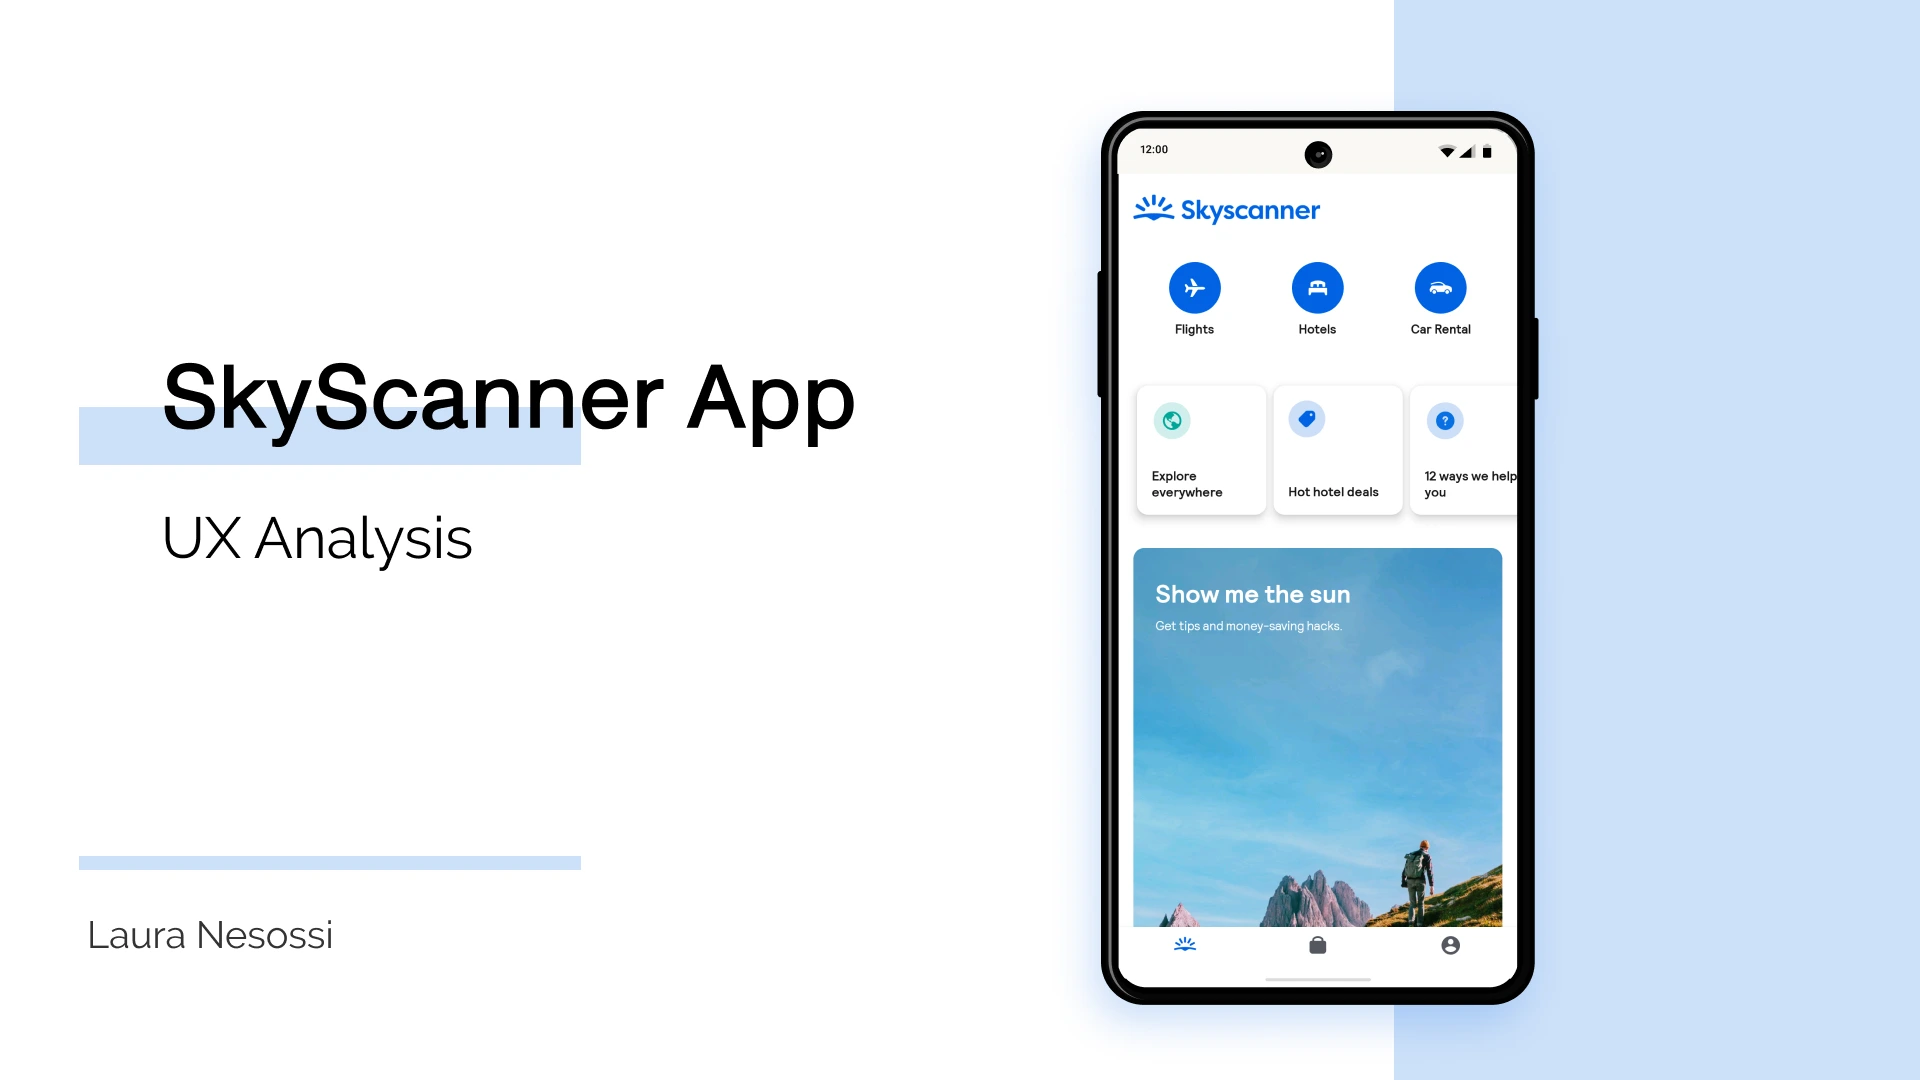 SkyScanner App
UX Analysis
Laura Nesossi
12:00
Skyscanner
Flights
Hotels
Car Rental
Explore
everywhere
Hot hotel deals
?
12 ways we help
you
Show me the sun
Get tips and money-saving hacks.